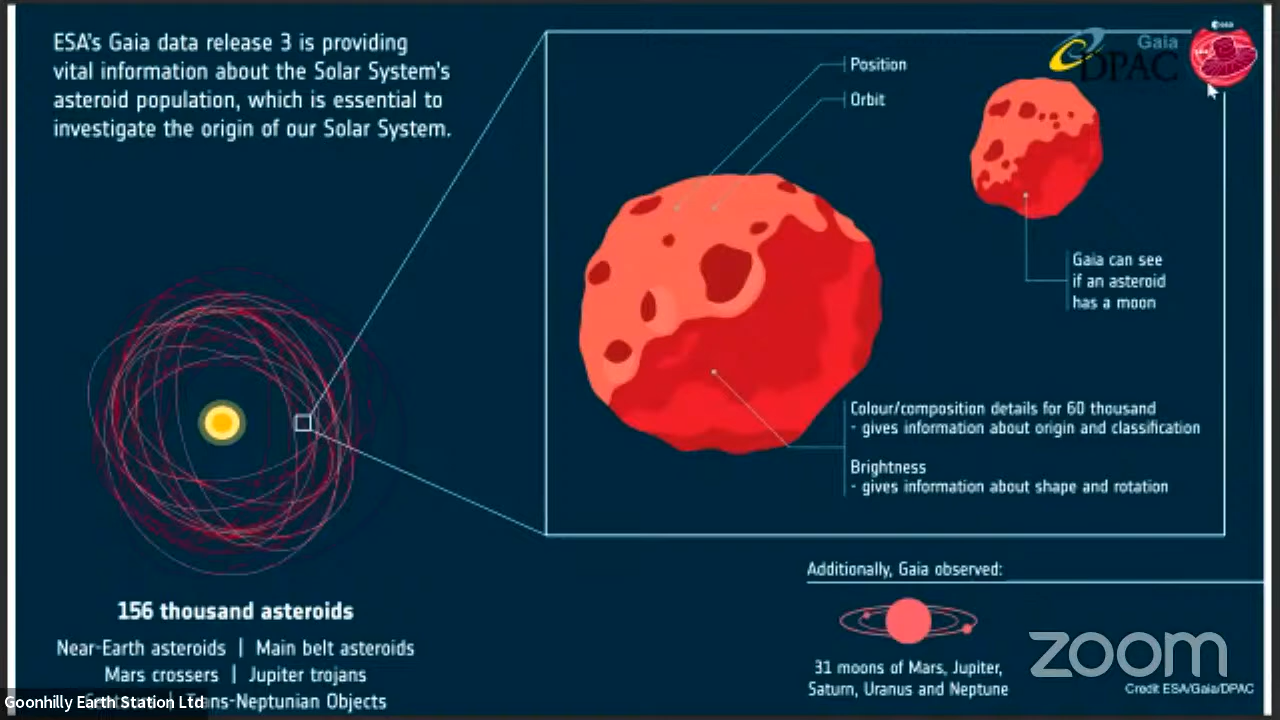 ESA's Gaia data release 3 is providing
vital information about the Solar System's
asteroid population, which is essential to
investigate the origin of our Solar System.
Gaia
DPAC
esa
Position
Orbit
Gaia can see
if an asteroid
has a moon
Colour/composition details for 60 thousand
- gives information about origin and classification
Brightness
- gives information about shape and rotation
156 thousand asteroids
Near-Earth asteroids | Main belt asteroids
Mars crossers | Jupiter trojans
| Trans-Neptunian Objects
Goonhilly Earth Station Ltd
Additionally, Gaia observed:
31 moons of Mars, Jupiter,
Saturn, Uranus and Neptune
zoom
Credit ESA/Gaia/DPAC